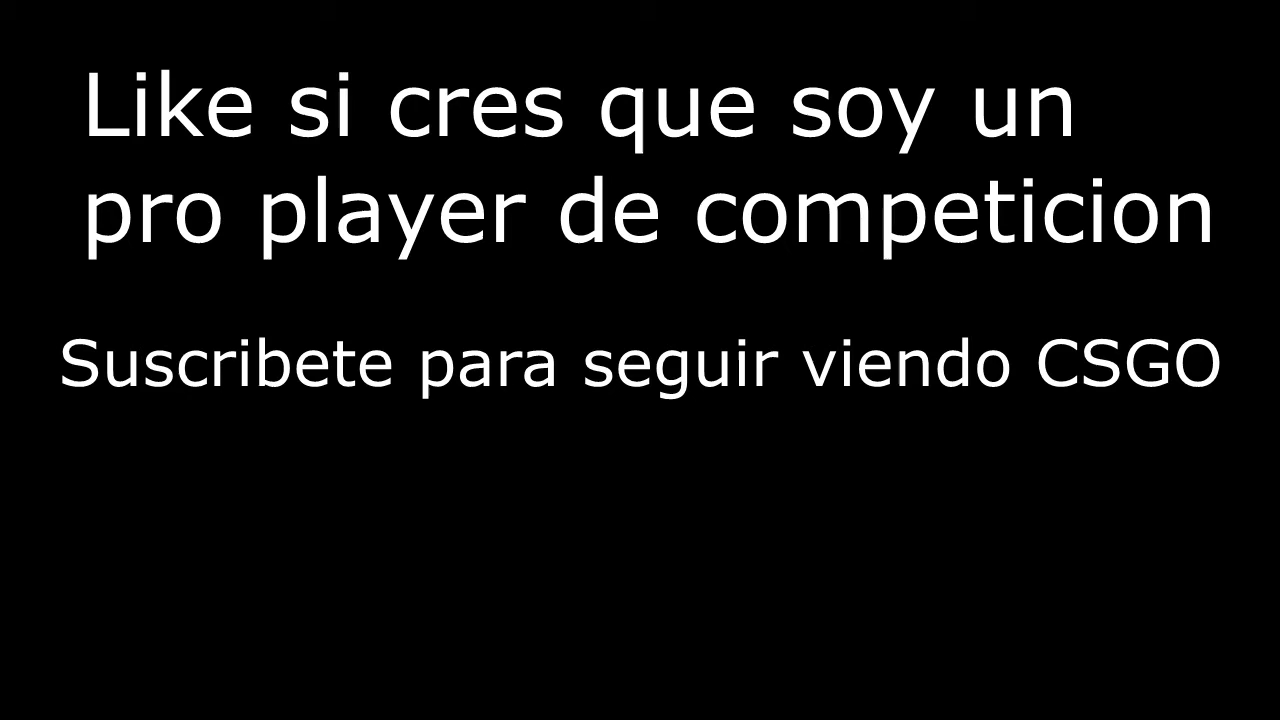 Like si cres que soy un
pro player de competicion
Suscribete para seguir viendo CSGO